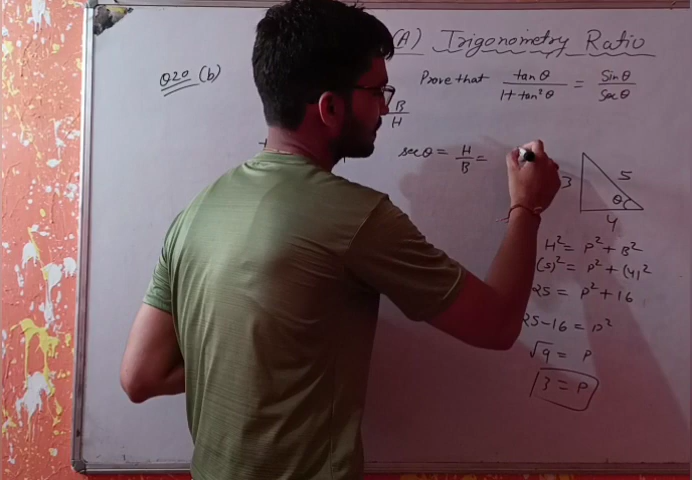 (A) Trigonometry Ratio
Q20 (b)
Prove that tanθ / 1+tan²θ = Sinθ / Secθ
B / H
secθ = H / B =
3
5
θ
4
H² = P² + B²
(5)² = P² + (4)²
25 = P² + 16
25-16 = P²
√9 = P
3 = P